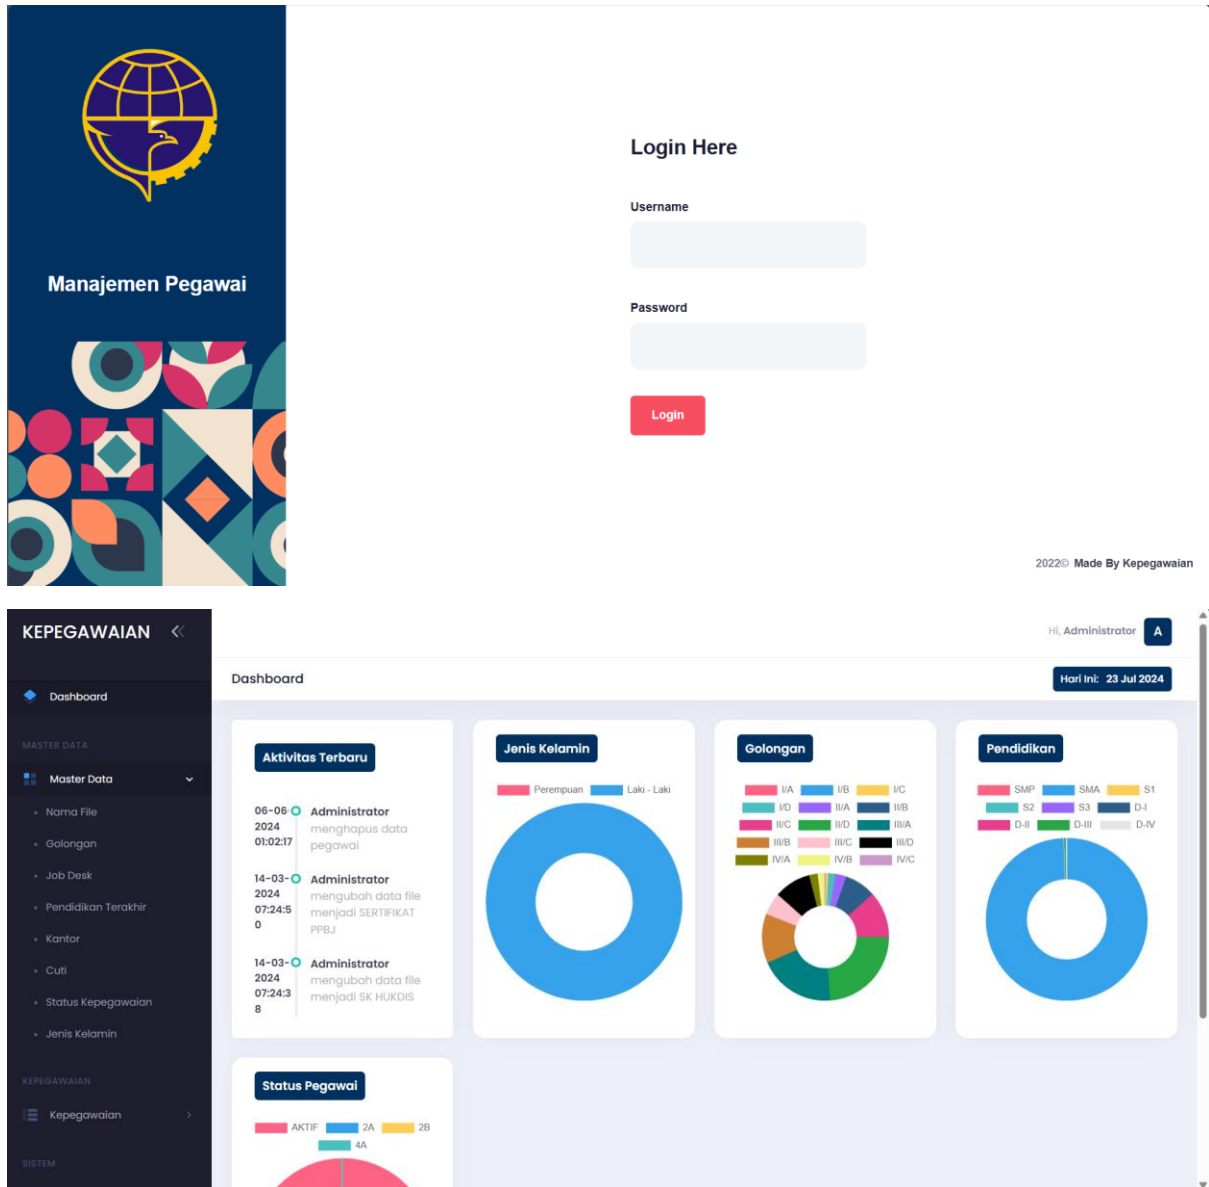 Manajemen Pegawai
Login Here
Username
Password
Login
2022© Made By Kepegawaian
KEPEGAWAIAN
Hi, Administrator A
Dashboard
Hari Ini: 23 Jul 2024
Dashboard
MASTER DATA
Master Data
Nama File
Golongan
Job Desk
Pendidikan Terakhir
Kantor
Cuti
Status Kepegawaian
Jenis Kelamin
KEPEGAWAIAN
Kepegawaian
SISTEM
Aktivitas Terbaru
06-06-
2024
01:02:17
Administrator
menghapus data
pegawai
14-03-
2024
07:24:5
0
Administrator
mengubah data file
menjadi SERTIFIKAT
PPBJ
14-03-
2024
07:24:3
8
Administrator
mengubah data file
menjadi SK HUKDIS
Jenis Kelamin
Perempuan Laki - Laki
Golongan
I/A I/B I/C
I/D II/A II/B
II/C II/D III/A
III/B III/C III/D
IV/A IV/B IV/C
Pendidikan
SMP SMA S1
S2 S3 D-I
D-II D-III D-IV
Status Pegawai
AKTIF 2A 2B
4A